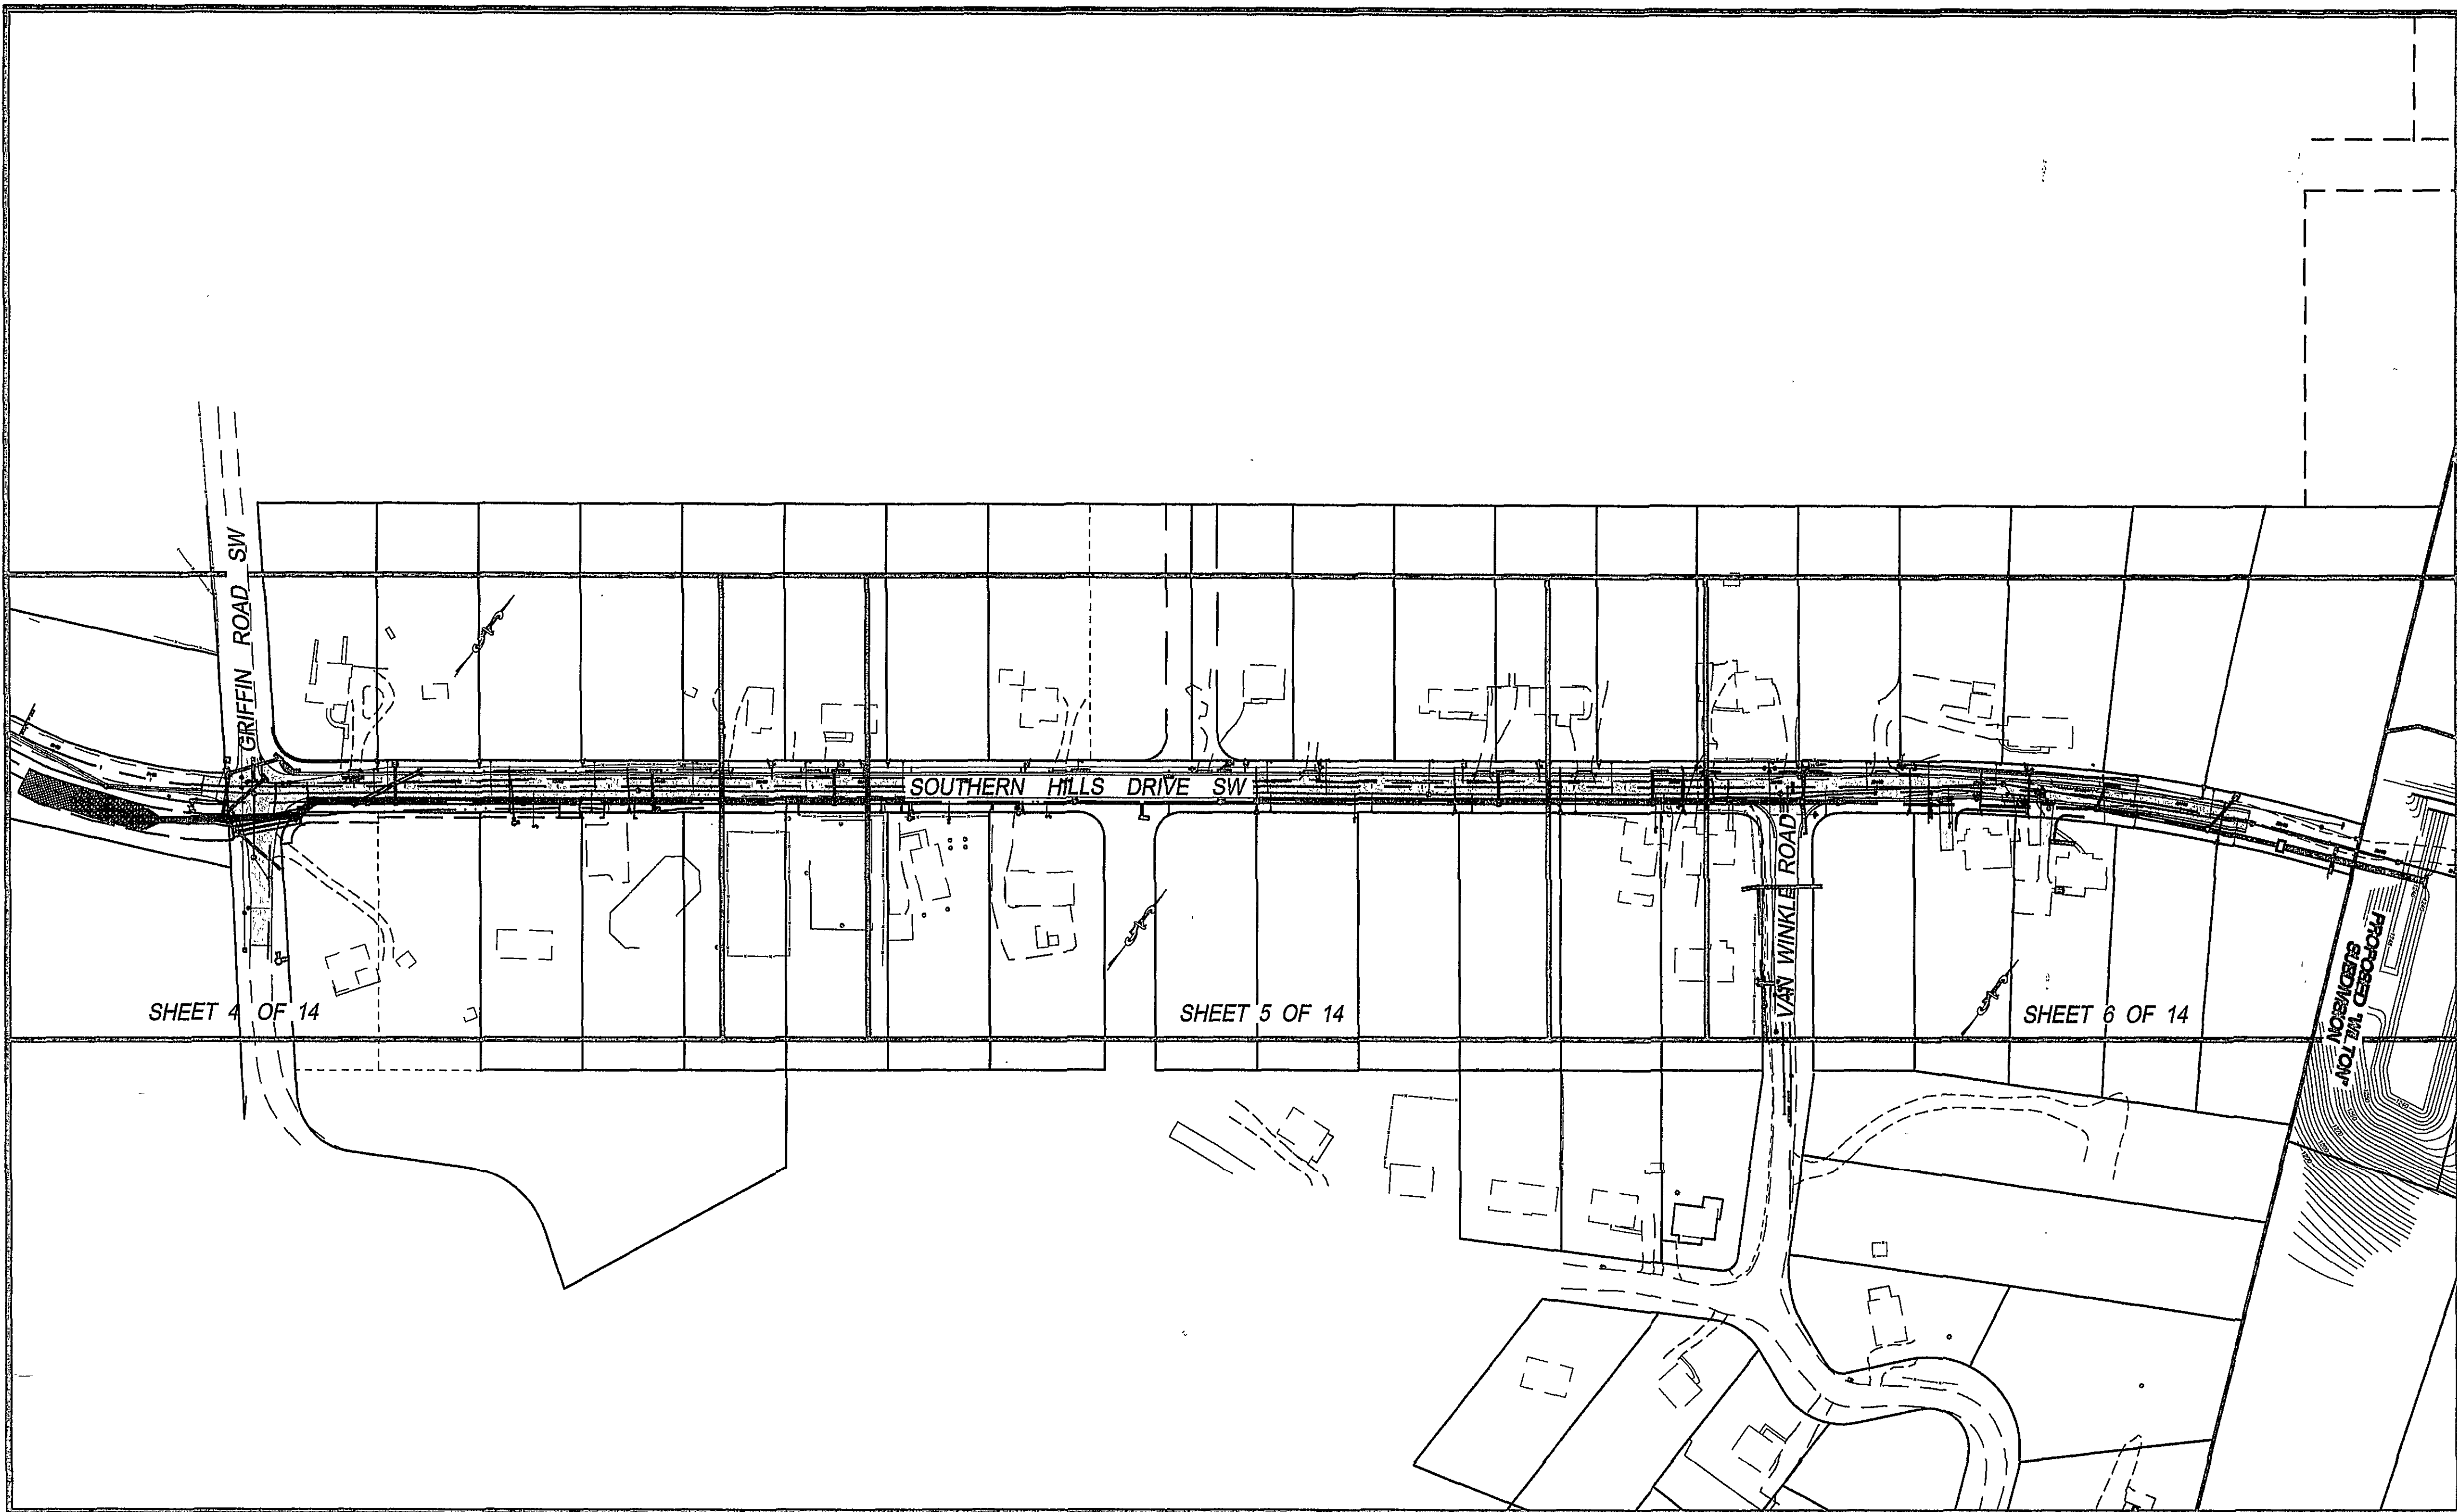 GRIFFIN ROAD SW
SOUTHERN HILLS DRIVE SW
VAN WINKLE ROAD
SHEET 4 OF 14
SHEET 5 OF 14
SHEET 6 OF 14
PROPOSED "WILTON"
SUBDIVISION